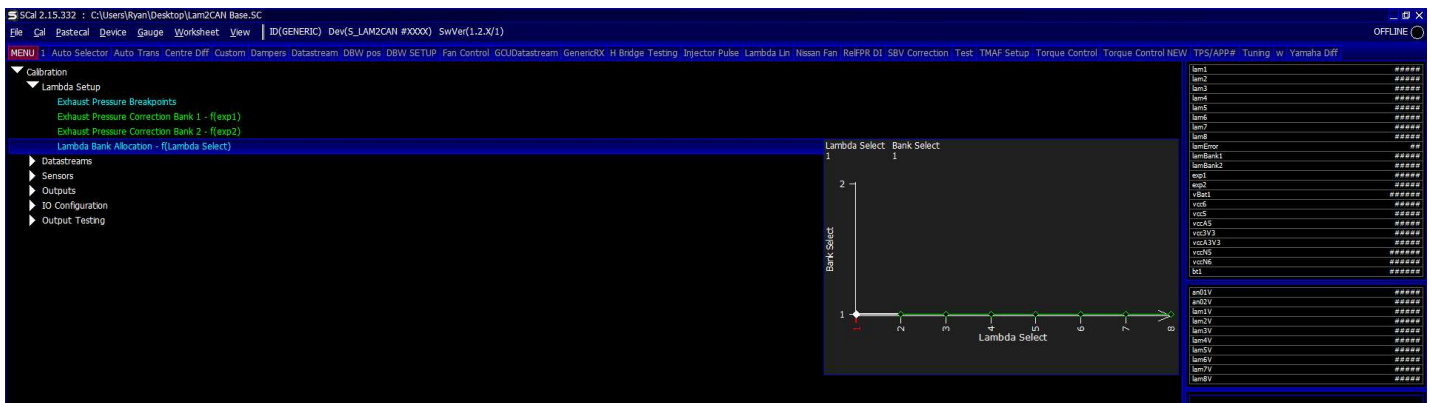 SCal 2.15.332 : C:\Users\Ryan\Desktop\Lam2CAN Base.SC
File Cal Pastecal Device Gauge Worksheet View ID(GENERIC) Dev(S_LAM2CAN #XXXX) SwVer(1.2.X/1) OFFLINE
MENU 1 Auto Selector Auto Trans Centre Diff Custom Dampers Datastream DBW pos DBW SETUP Fan Control GCUDatastream GenericRX H Bridge Testing Injector Pulse Lambda Lin Nissan Fan RelFPR DI SBV Correction Test TMAF Setup Torque Control Torque Control NEW TPS/APP# Tuning w Yamaha Diff
Calibration
Lambda Setup
Exhaust Pressure Breakpoints
Exhaust Pressure Correction Bank 1 - f(exp1)
Exhaust Pressure Correction Bank 2 - f(exp2)
Lambda Bank Allocation - f(Lambda Select)
Datastreams
Sensors
Outputs
IO Configuration
Output Testing
Lambda Select Bank Select
1 1
2
Bank Select
1
1 2 3 4 5 6 7 8
Lambda Select
lam1 #####
lam2 #####
lam3 #####
lam4 #####
lam5 #####
lam6 #####
lam7 #####
lam8 #####
lamError ##
lamBank1 #####
lamBank2 #####
exp1 #####
exp2 #####
vBat1 ######
vcc6 #####
vcc5 #####
vccA5 #####
vcc3V3 #####
vccA3V3 #####
vccN5 ######
vccN6 ######
bt1 ######
an01V #####
an02V #####
lam1V #####
lam2V #####
lam3V #####
lam4V #####
lam5V #####
lam6V #####
lam7V #####
lam8V #####